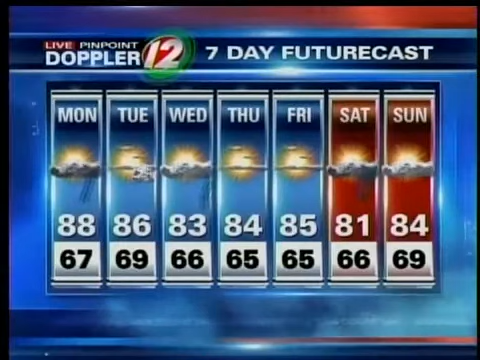 LIVE PINPOINT
DOPPLER 12 7 DAY FUTURECAST
MON TUE WED THU FRI SAT SUN
88 86 83 84 85 81 84
67 69 66 65 65 66 69